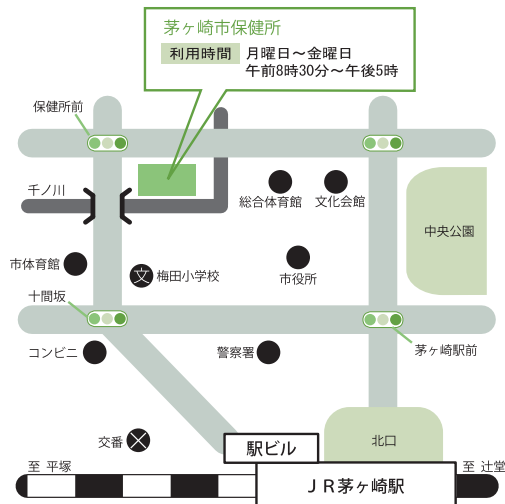 茅ヶ崎市保健所
利用時間 月曜日～金曜日
午前8時30分～午後5時
保健所前
千ノ川
総合体育館
文化会館
中央公園
市体育館
文 梅田小学校
市役所
十間坂
コンビニ
警察署
茅ヶ崎駅前
交番
駅ビル
北口
至 平塚
JR茅ヶ崎駅
至 辻堂